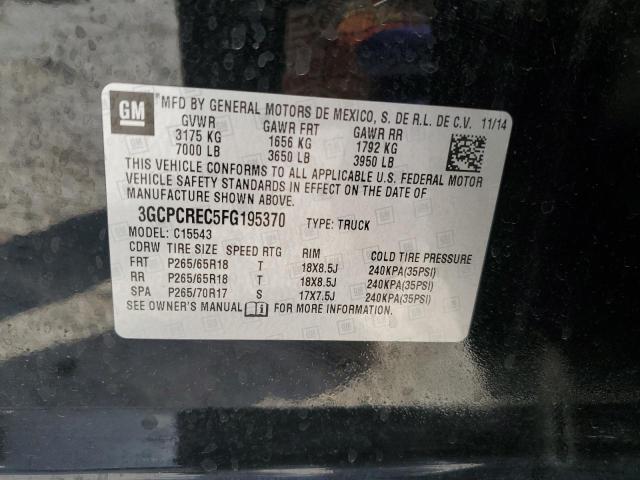 GM
MFD BY GENERAL MOTORS DE MEXICO, S. DE R.L. DE C.V. 11/14
GVWR GAWR FRT GAWR RR
3175 KG 1656 KG 1792 KG
7000 LB 3650 LB 3950 LB
THIS VEHICLE CONFORMS TO ALL APPLICABLE U.S. FEDERAL MOTOR
VEHICLE SAFETY STANDARDS IN EFFECT ON THE DATE OF
MANUFACTURE SHOWN ABOVE.
3GCPCREC5FG195370 TYPE: TRUCK
MODEL: C15543
CDRW TIRE SIZE SPEED RTG RIM COLD TIRE PRESSURE
FRT P265/65R18 T 18X8.5J 240KPA(35PSI)
RR P265/65R18 T 18X8.5J 240KPA(35PSI)
SPA P265/70R17 S 17X7.5J 240KPA(35PSI)
SEE OWNER'S MANUAL FOR MORE INFORMATION.